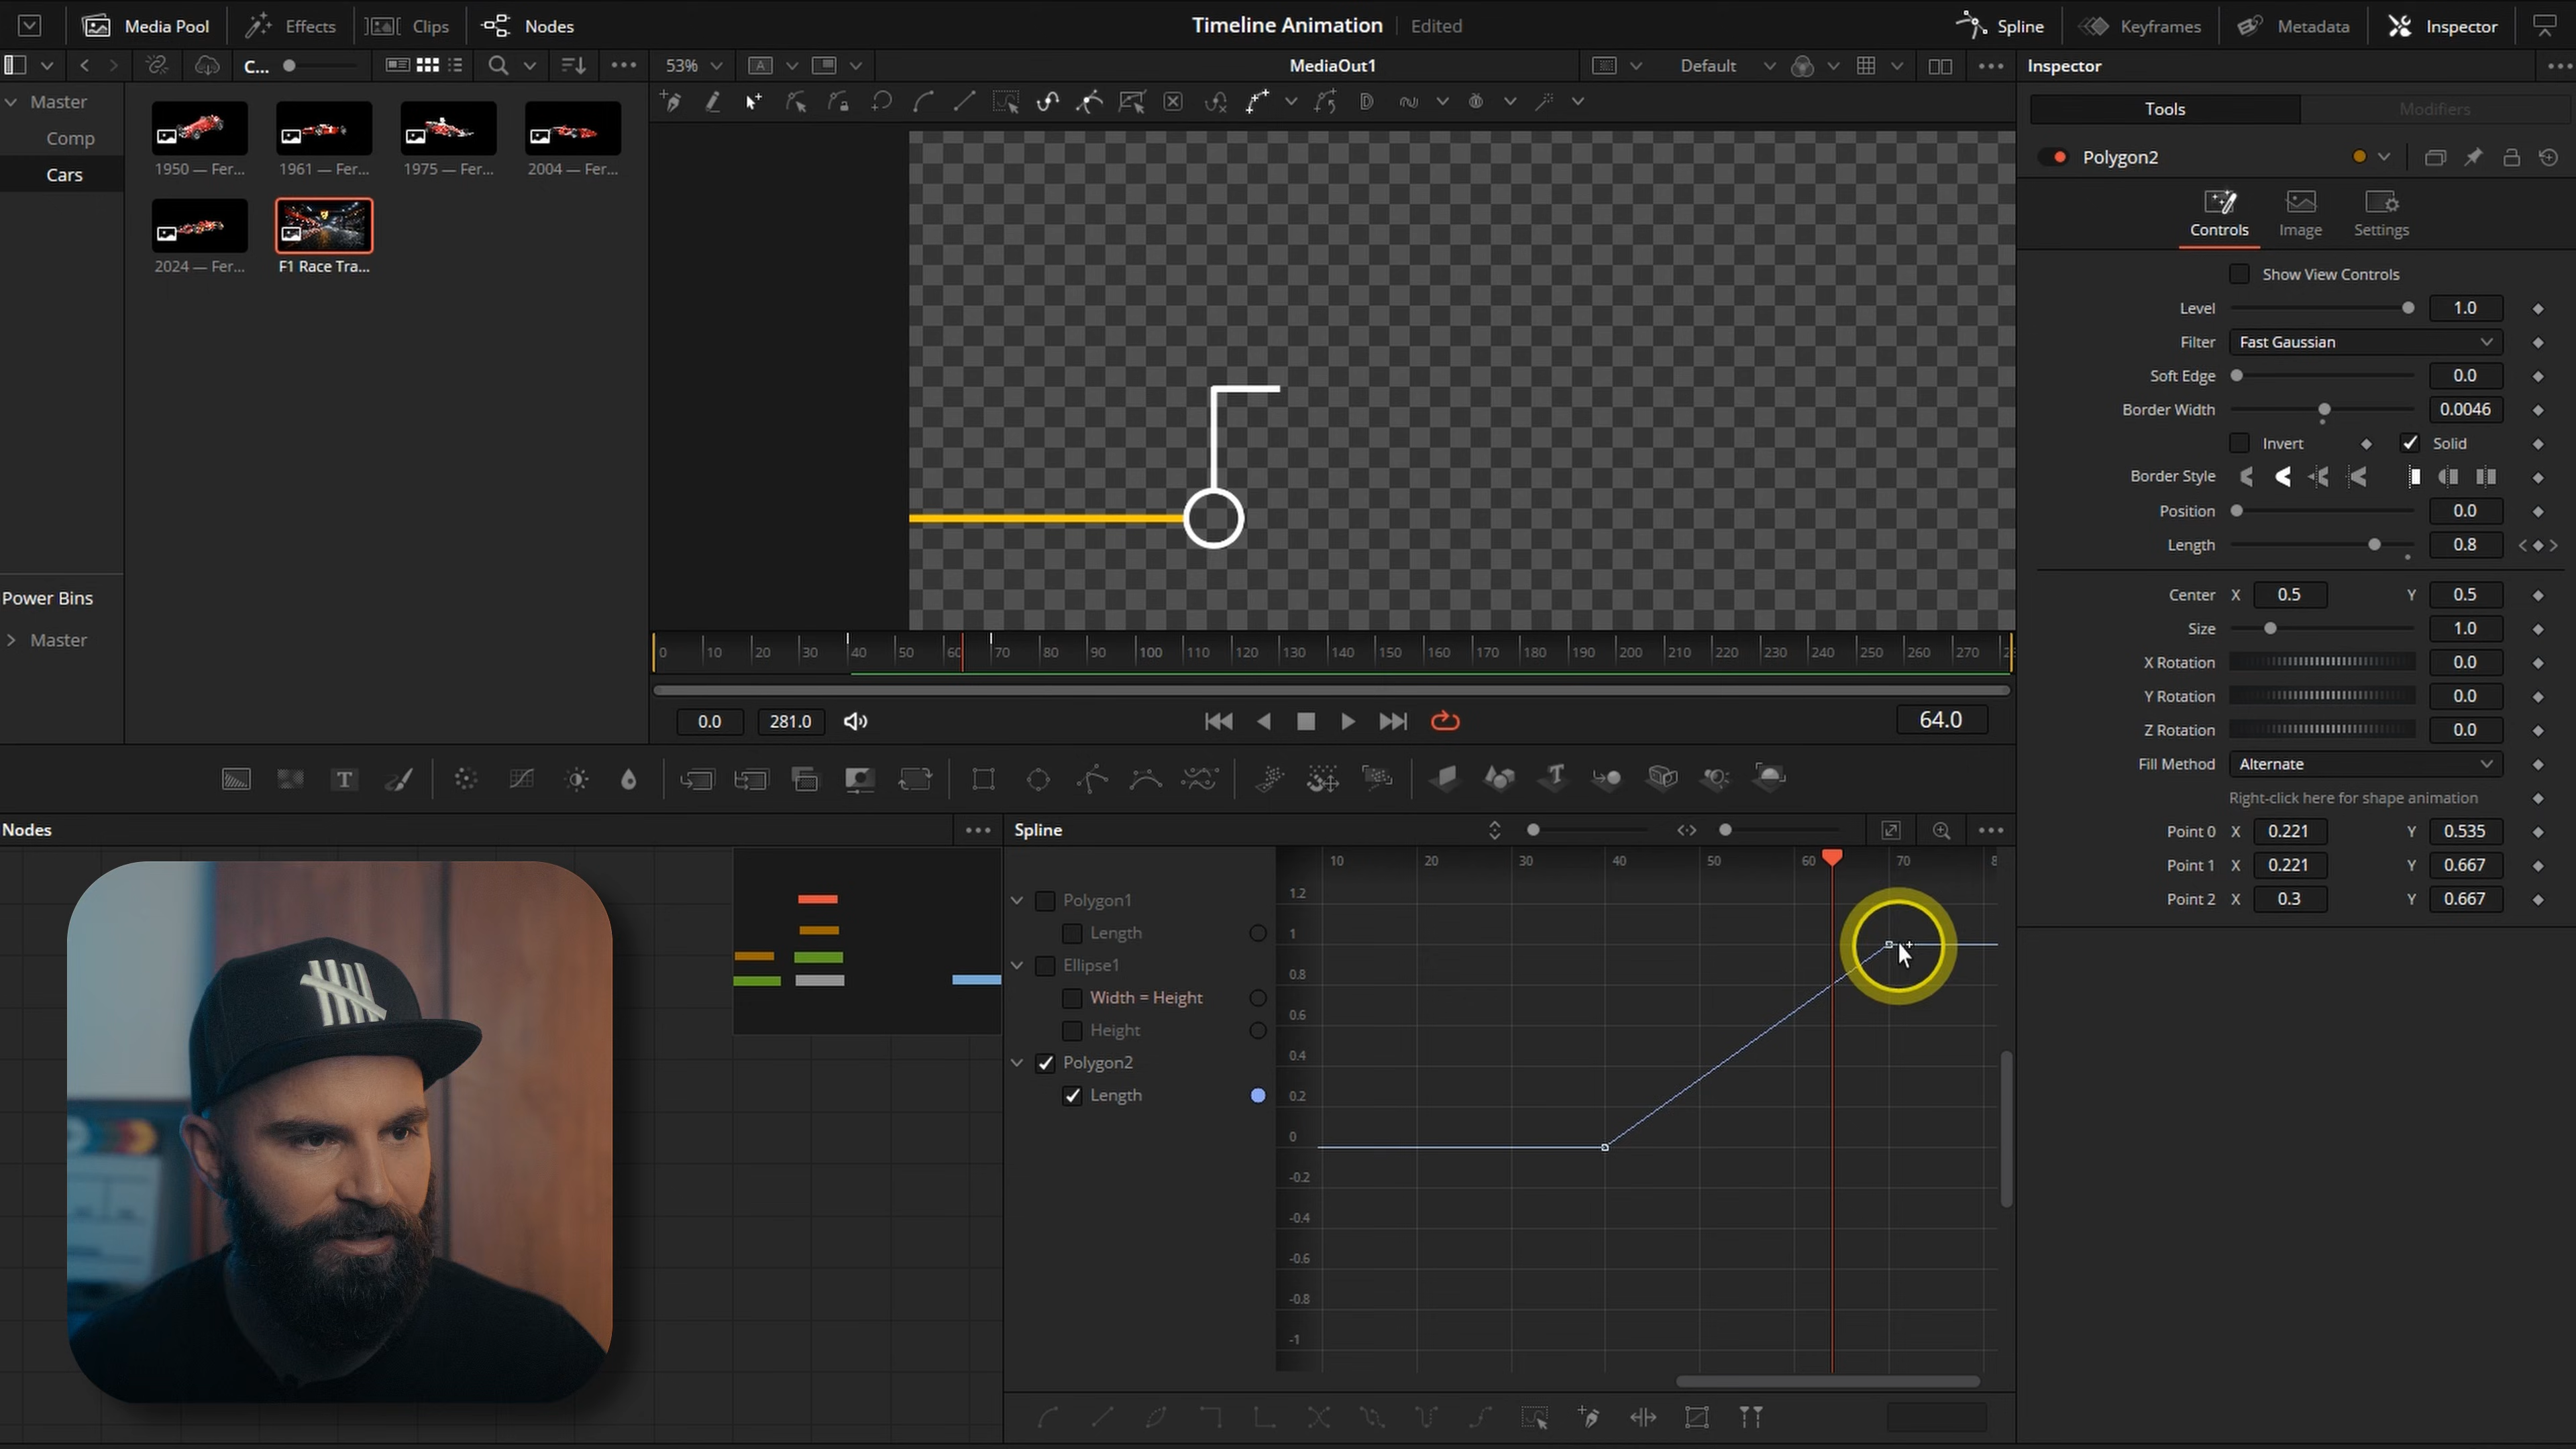 Media Pool
Effects
Clips
Nodes
Timeline Animation
Edited
Spline
Keyframes
Metadata
Inspector
C...
53%
A
MediaOut1
Default
Inspector
Master
Comp
Cars
1950 — Fer...
1961 — Fer...
1975 — Fer...
2004 — Fer...
2024 — Fer...
F1 Race Tra...
Power Bins
Master
0 10 20 30 40 50 60 70 80 90 100 110 120 130 140 150 160 170 180 190 200 210 220 230 240 250 260 270
0.0
281.0
64.0
Tools
Modifiers
Polygon2
Controls
Image
Settings
Show View Controls
Level 1.0
Filter Fast Gaussian
Soft Edge 0.0
Border Width 0.0046
Invert Solid
Border Style
Position 0.0
Length 0.8
Center X 0.5 Y 0.5
Size 1.0
X Rotation 0.0
Y Rotation 0.0
Z Rotation 0.0
Fill Method Alternate
Right-click here for shape animation
Point 0 X 0.221 Y 0.535
Point 1 X 0.221 Y 0.667
Point 2 X 0.3 Y 0.667
Nodes
Spline
Polygon1
Length
Ellipse1
Width = Height
Height
Polygon2
Length
10 20 30 40 50 60 70 8
1.2
1
0.8
0.6
0.4
0.2
0
-0.2
-0.4
-0.6
-0.8
-1